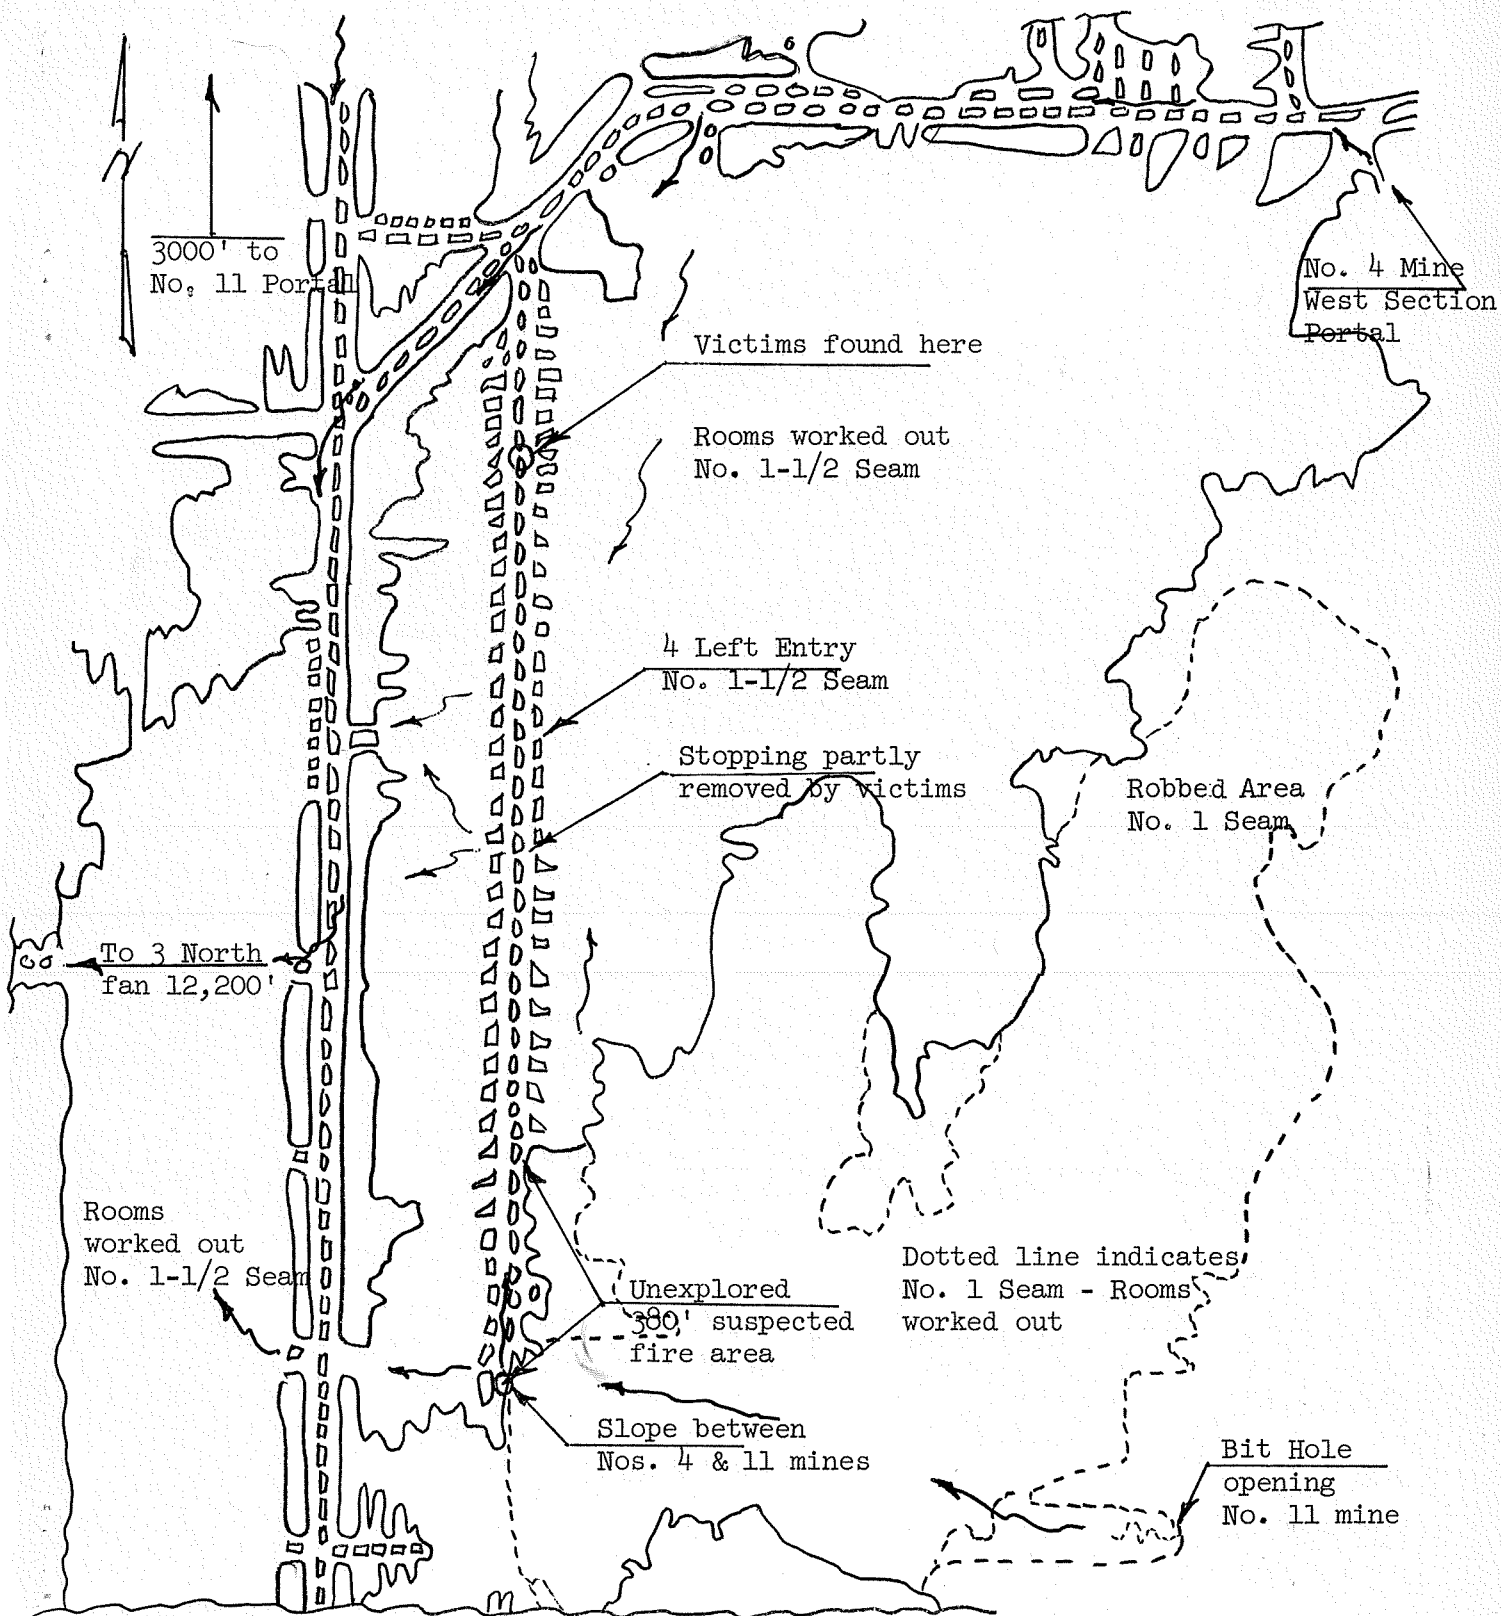 N
3000' to
No. 11 Portal
No. 4 Mine
West Section
Portal
Victims found here
Rooms worked out
No. 1-1/2 Seam
4 Left Entry
No. 1-1/2 Seam
Stopping partly
removed by victims
Robbed Area
No. 1 Seam
To 3 North
fan 12,200'
Rooms
worked out
No. 1-1/2 Seam
Unexplored
380' suspected
fire area
Dotted line indicates
No. 1 Seam - Rooms
worked out
Slope between
Nos. 4 & 11 mines
Bit Hole
opening
No. 11 mine